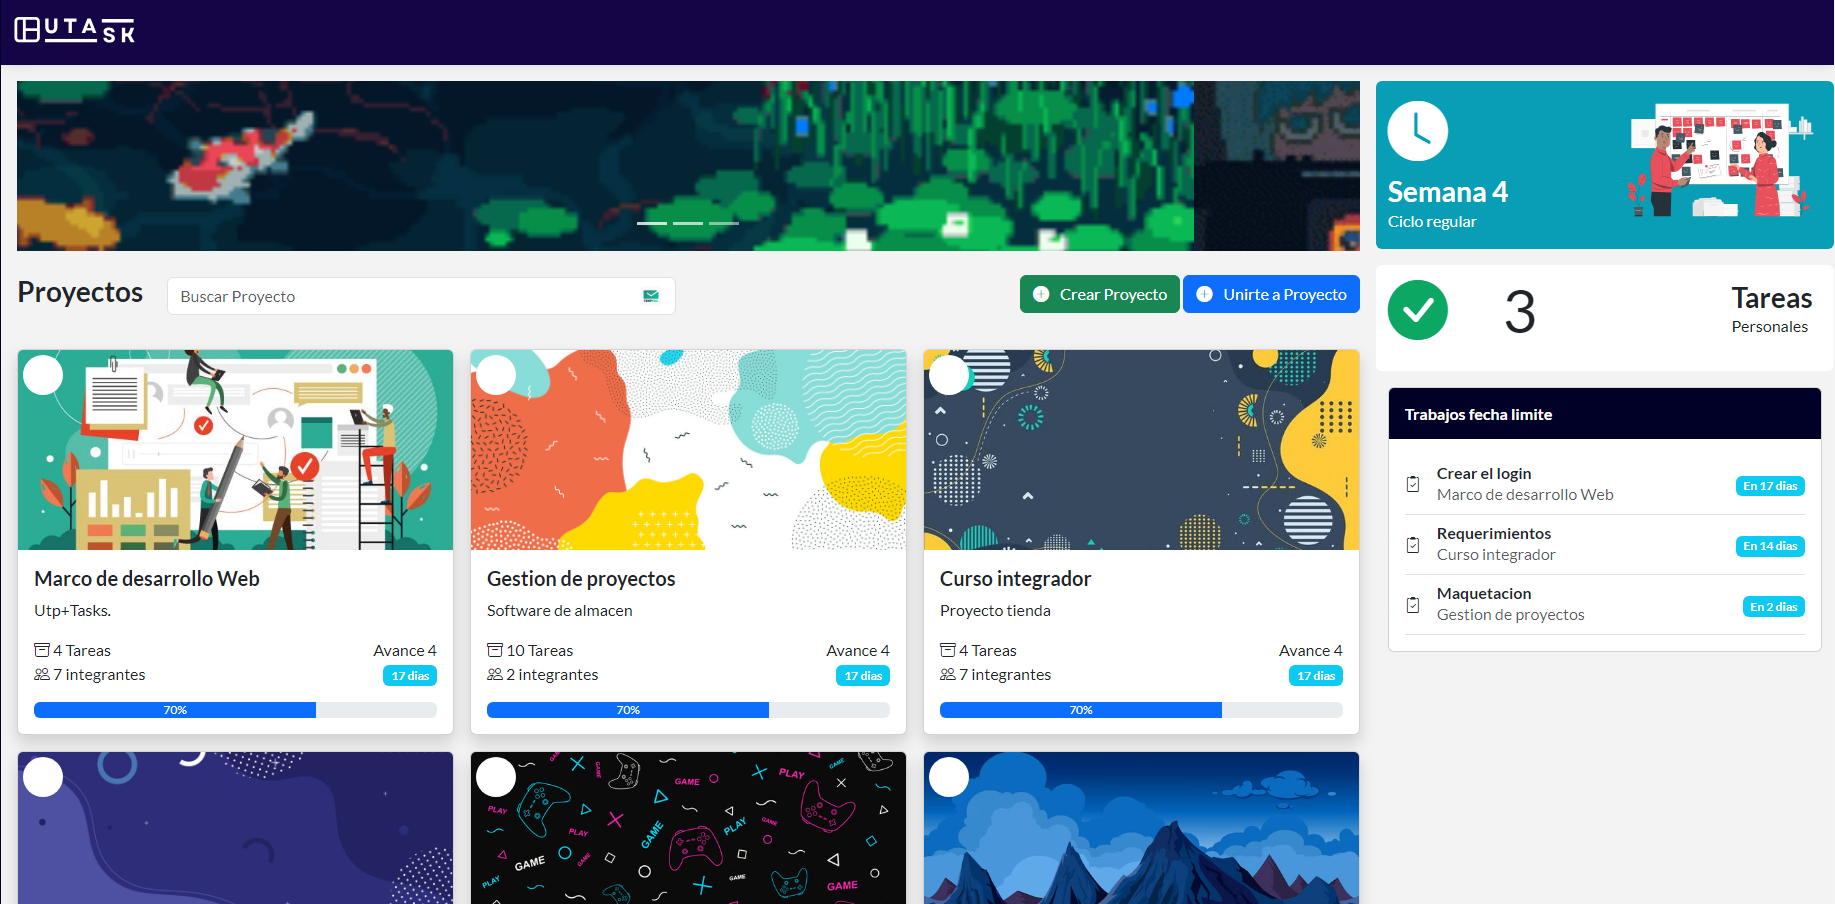 UTASK
Semana 4
Ciclo regular
Proyectos
Buscar Proyecto
Crear Proyecto
Unirte a Proyecto
3
Tareas
Personales
Trabajos fecha limite
Crear el login
Marco de desarrollo Web
En 17 dias
Requerimientos
Curso integrador
En 14 dias
Maquetacion
Gestion de proyectos
En 2 dias
Marco de desarrollo Web
Utp+Tasks.
4 Tareas
Avance 4
7 integrantes
17 dias
70%
Gestion de proyectos
Software de almacen
10 Tareas
Avance 4
2 integrantes
17 dias
70%
Curso integrador
Proyecto tienda
4 Tareas
Avance 4
7 integrantes
17 dias
70%
GAME
GAME
GAME
PLAY
GAME
PLAY
PLAY
GAME
PLAY
GAME
GAME
GAME
PLAY
GAME
GAME